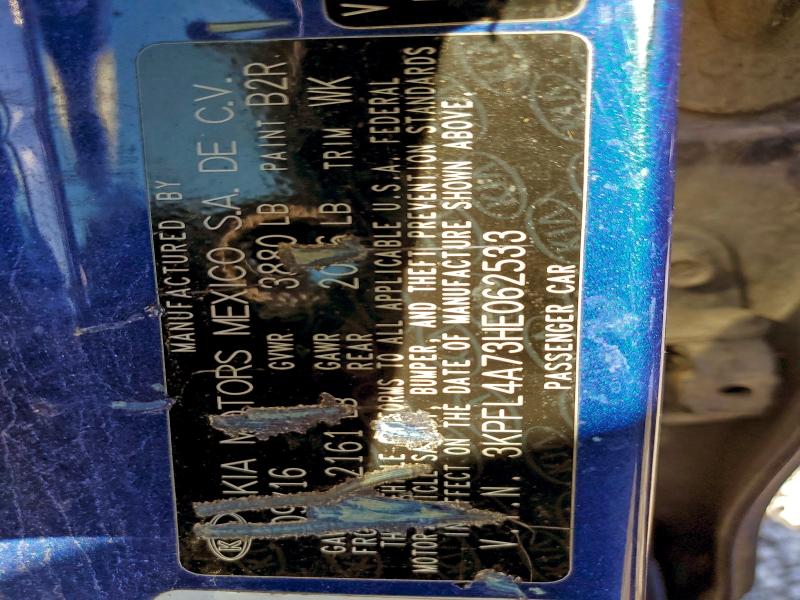 MANUFACTURED BY
KIA MOTORS MEXICO S.A. DE C.V.
09/16 GVWR 3880 LB PAINT B2R
2161 LB GAWR REAR LB TRIM WK
TO ALL APPLICABLE U.S.A. FEDERAL
MOTOR BUMPER, AND THEFT PREVENTION STANDARDS
IN EFFECT ON THE DATE OF MANUFACTURE SHOWN ABOVE.
V. N. 3KPFL4A73HE062533
PASSENGER CAR